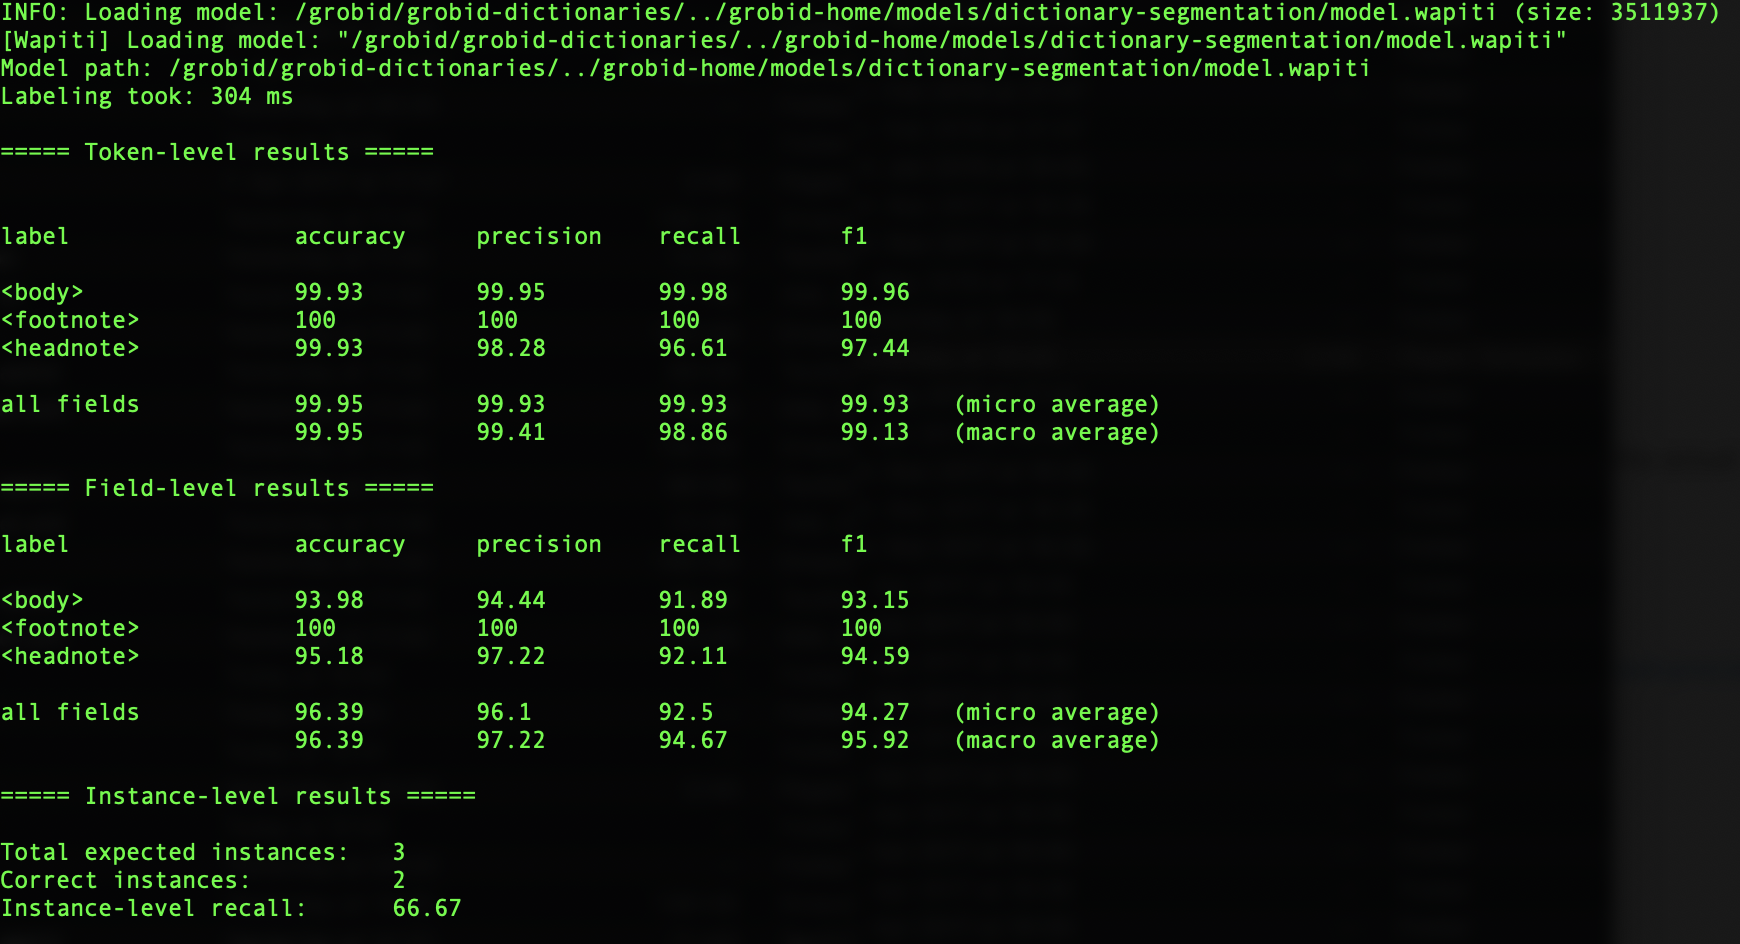 INFO: Loading model: /grobid/grobid-dictionaries/../grobid-home/models/dictionary-segmentation/model.wapiti (size: 3511937)
[Wapiti] Loading model: "/grobid/grobid-dictionaries/../grobid-home/models/dictionary-segmentation/model.wapiti"
Model path: /grobid/grobid-dictionaries/../grobid-home/models/dictionary-segmentation/model.wapiti
Labeling took: 304 ms
===== Token-level results =====
label accuracy precision recall f1
<body> 99.93 99.95 99.98 99.96
<footnote> 100 100 100 100
<headnote> 99.93 98.28 96.61 97.44
all fields 99.95 99.93 99.93 99.93 (micro average)
99.95 99.41 98.86 99.13 (macro average)
===== Field-level results =====
label accuracy precision recall f1
<body> 93.98 94.44 91.89 93.15
<footnote> 100 100 100 100
<headnote> 95.18 97.22 92.11 94.59
all fields 96.39 96.1 92.5 94.27 (micro average)
96.39 97.22 94.67 95.92 (macro average)
===== Instance-level results =====
Total expected instances: 3
Correct instances: 2
Instance-level recall: 66.67